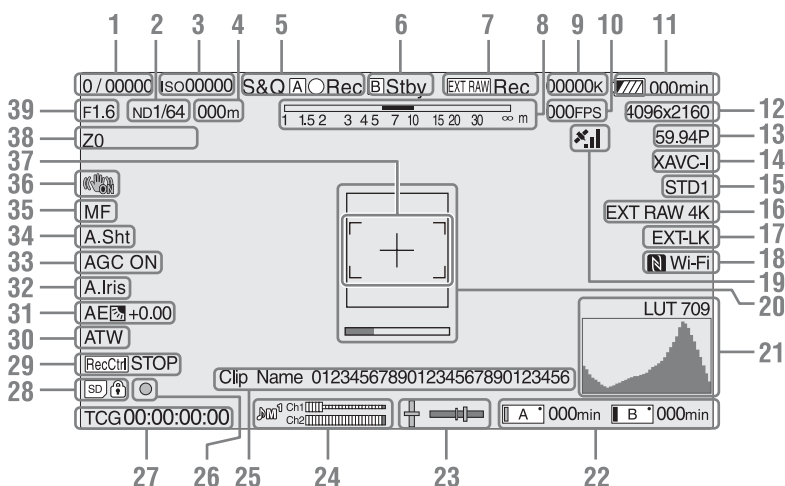 1 2 3 4 5 6 7 8 9 10 11
0 / 00000 ISO00000 S&Q A Rec B Stby EXT RAW Rec 00000K 000min
39 F1.6 ND1/64 000m 1 1.5 2 3 4 5 7 10 15 20 30 ∞ m 000FPS 4096x2160 12
38 Z0 59.94P 13
37 XAVC-I 14
36 ON STD1 15
35 MF EXT RAW 4K 16
34 A.Sht EXT-LK 17
33 AGC ON N Wi-Fi 18
32 A.Iris 19
31 AE +0.00 20
30 ATW LUT 709 21
29 RecCtrl STOP
28 SD Clip Name 012345678901234567890123456
TCG 00:00:00:00 M1 Ch1 Ch2 A 000min B 000min
27 26 25 24 23 22